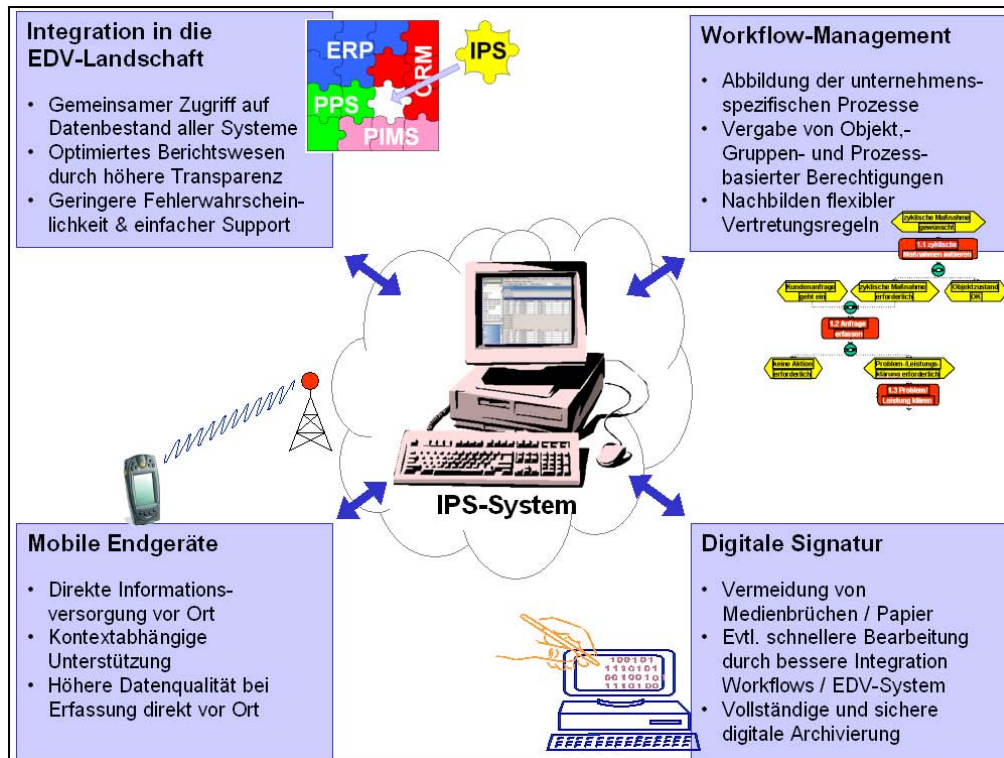 Integration in die
EDV-Landschaft
• Gemeinsamer Zugriff auf
Datenbestand aller Systeme
• Optimiertes Berichtswesen
durch höhere Transparenz
• Geringere Fehlerwahrschein-
lichkeit & einfacher Support
ERP
IPS
CRM
PPS
PIMS
Workflow-Management
• Abbildung der unternehmens-
spezifischen Prozesse
• Vergabe von Objekt,-
Gruppen- und Prozess-
basierter Berechtigungen
• Nachbilden flexibler
Vertretungsregeln
zyklische Maßnahme
gewünscht
1.1 zyklische
Maßnahmen initiieren
Kundenanfrage
geht ein
zyklische Maßnahme
erforderlich
Objektzustand
OK
1.2 Anfrage
erfassen
keine Aktion
erforderlich
Problem-/Leistungs-
klärung erforderlich
1.3 Problem/
Leistung klären
IPS-System
Mobile Endgeräte
• Direkte Informations-
versorgung vor Ort
• Kontextabhängige
Unterstützung
• Höhere Datenqualität bei
Erfassung direkt vor Ort
Digitale Signatur
• Vermeidung von
Medienbrüchen / Papier
• Evtl. schnellere Bearbeitung
durch bessere Integration
Workflows / EDV-System
• Vollständige und sichere
digitale Archivierung
100101
1110101
00100101
1110100